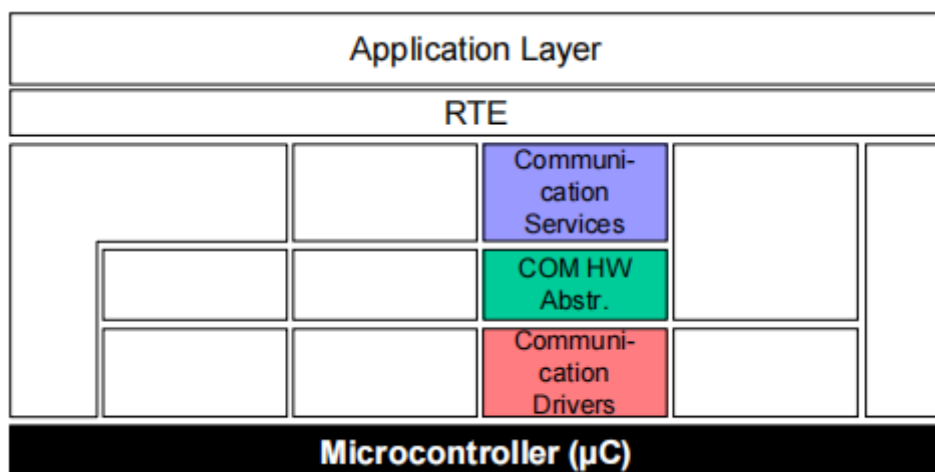 Application Layer
RTE
Communi-
cation
Services
COM HW
Abstr.
Communi-
cation
Drivers
Microcontroller (µC)